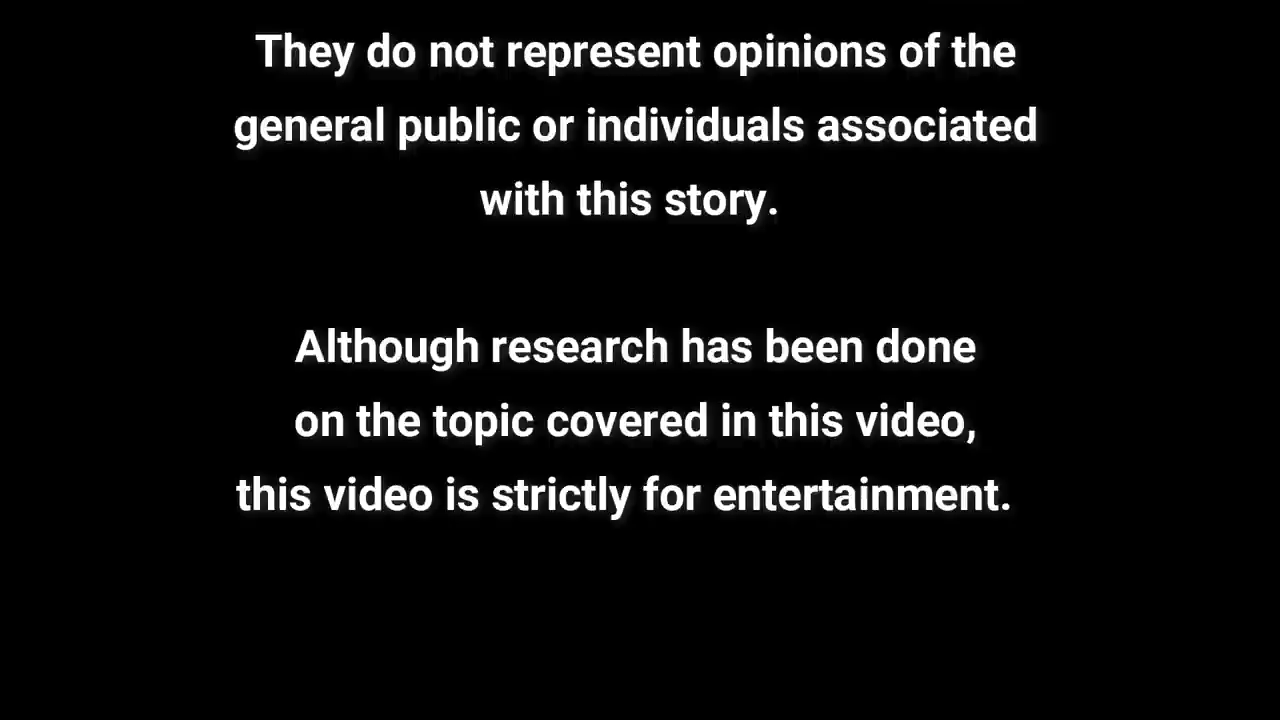 They do not represent opinions of the
general public or individuals associated
with this story.
Although research has been done
on the topic covered in this video,
this video is strictly for entertainment.